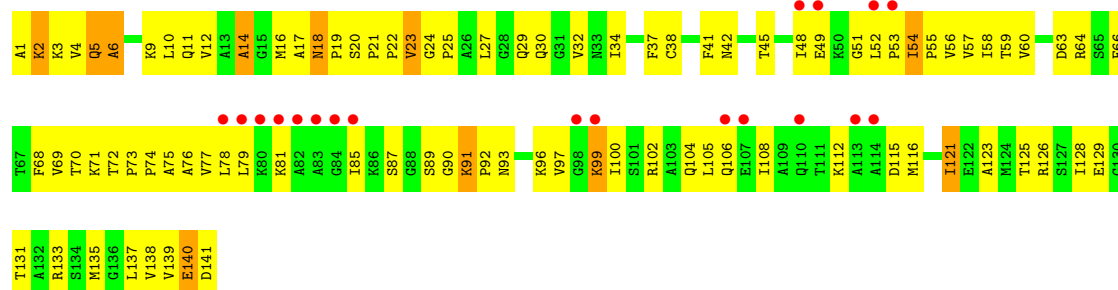 A1 K2 K3 V4 Q5 A6 K9 L10 Q11 V12 A13 A14 G15 M16 A17 N18 P19 S20 P21 P22 V23 G24 P25 A26 L27 G28 Q29 Q30 G31 V32 N33 I34 F37 C38 F41 N42 T45 I48 E49 K50 G51 L52 P53 I54 P55 V56 V57 I58 T59 V60 D63 R64 S65 F66
T67 F68 V69 T70 K71 T72 P73 P74 A75 A76 V77 L78 L79 K80 K81 A82 A83 G84 I85 K86 S87 G88 S89 G90 K91 P92 N93 K96 V97 G98 K99 I100 S101 R102 A103 Q104 L105 Q106 E107 I108 A109 Q110 T111 K112 A113 A114 D115 M116 I121 E122 A123 M124 T125 R126 S127 I128 E129 G130
T131 A132 R133 S134 M135 G136 L137 V138 V139 E140 D141